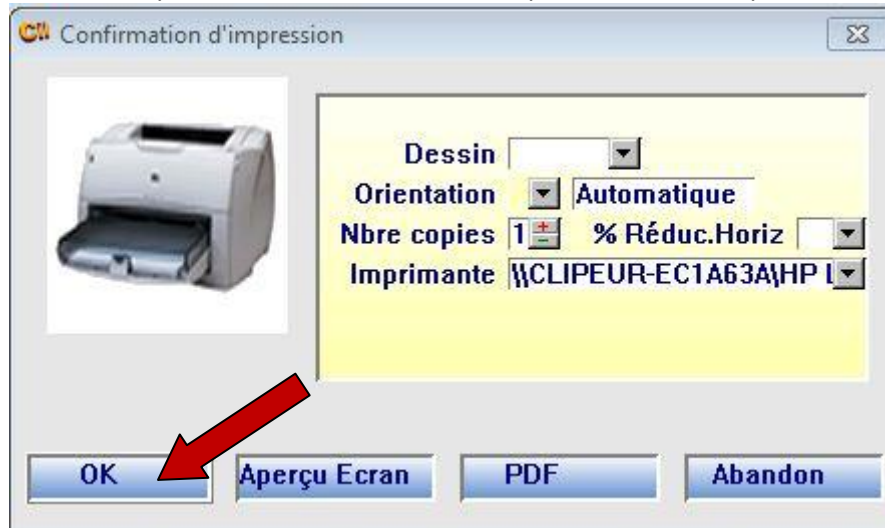 Confirmation d'impression
Dessin
Orientation Automatique
Nbre copies 1 % Réduc.Horiz
Imprimante \\CLIPEUR-EC1A63A\HP
OK Aperçu Ecran PDF Abandon